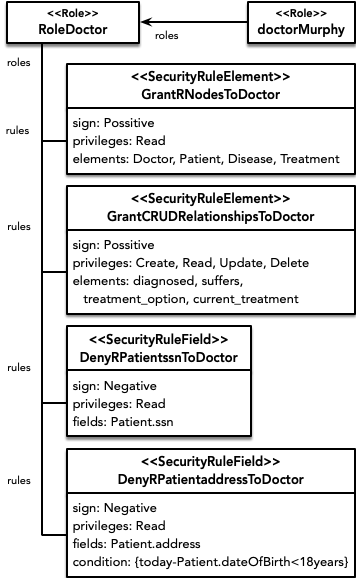 <<Role>>
RoleDoctor
<<Role>>
doctorMurphy
roles
roles
<<SecurityRuleElement>>
GrantRNodesToDoctor
rules
sign: Possitive
privileges: Read
elements: Doctor, Patient, Disease, Treatment
<<SecurityRuleElement>>
GrantCRUDRelationshipsToDoctor
rules
sign: Possitive
privileges: Create, Read, Update, Delete
elements: diagnosed, suffers,
treatment_option, current_treatment
<<SecurityRuleField>>
DenyRPatientssnToDoctor
rules
sign: Negative
privileges: Read
fields: Patient.ssn
<<SecurityRuleField>>
DenyRPatientaddressToDoctor
rules
sign: Negative
privileges: Read
fields: Patient.address
condition: {today-Patient.dateOfBirth<18years}